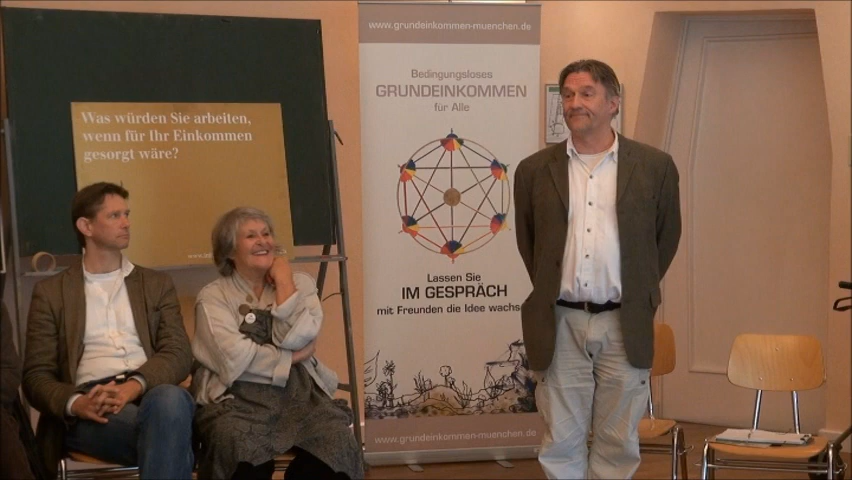 Was würden Sie arbeiten,
wenn für Ihr Einkommen
gesorgt wäre?
www.grundeinkommen-muenchen.de
Bedingungsloses
GRUNDEINKOMMEN
für Alle
Lassen Sie
IM GESPRÄCH
mit Freunden die Idee wachs
www.grundeinkommen-muenchen.de